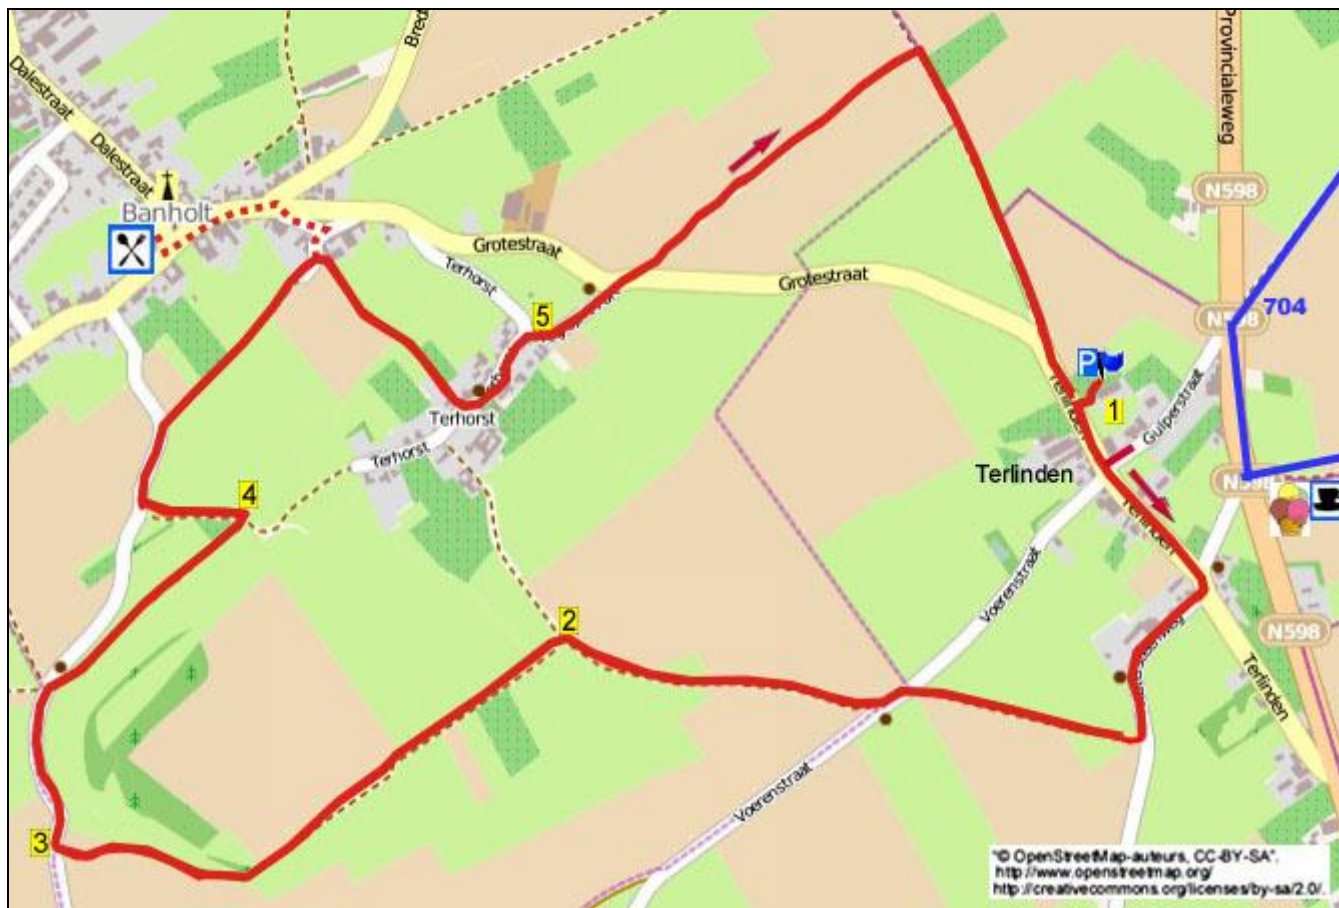 Dalestraat
Dalestraat
Bred
Banholt
Terhorst
Grotestraat
Grotestraat
Provincialeweg
N598
N598
704
5
P
1
Terlinden
Gulperstraat
Terhorst
Terhorst
Terlinden
N598
4
Terlinden
Voerenstraat
2
N598
Terlinden
Voerenstraat
3
"© OpenStreetMap-auteurs, CC-BY-SA".
http://www.openstreetmap.org/
http://creativecommons.org/licenses/by-sa/2.0/.